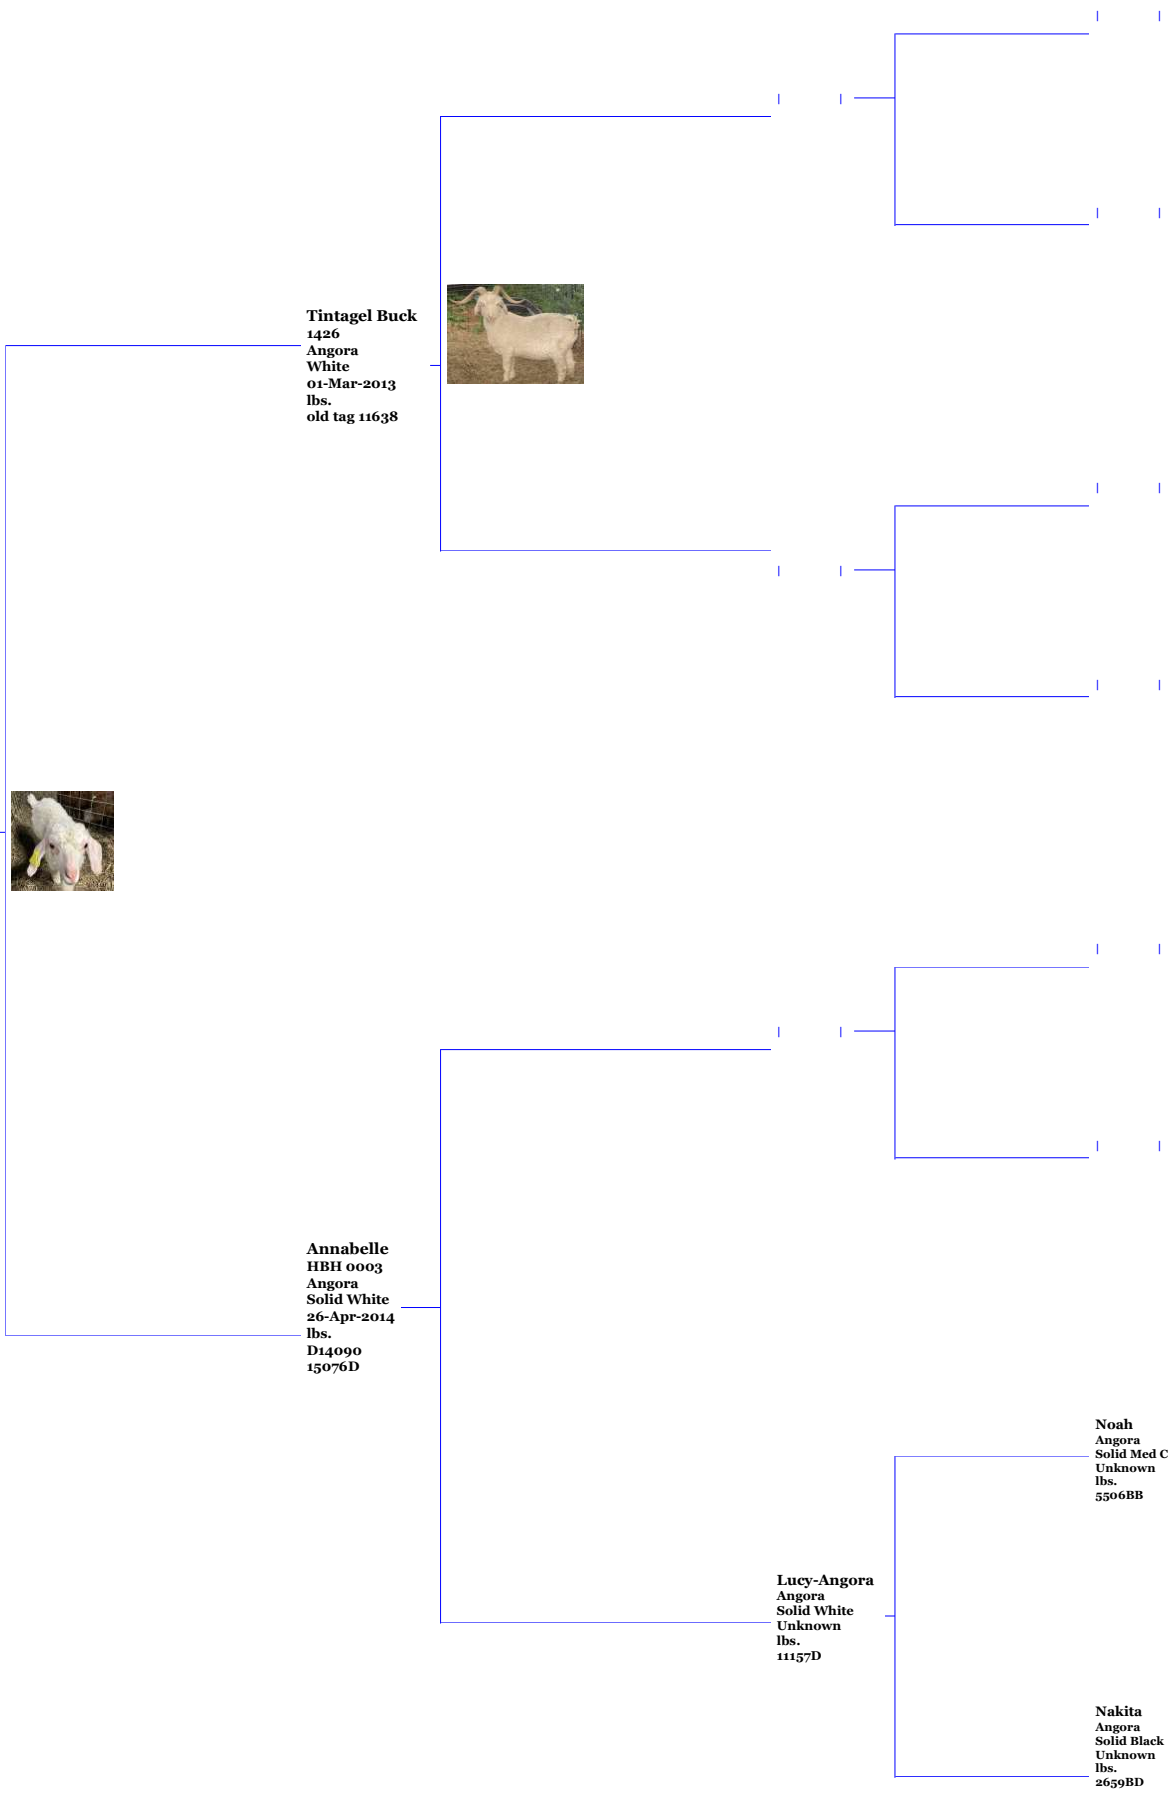 Tintagel Buck
1426
Angora
White
01-Mar-2013
lbs.
old tag 11638
Annabelle
HBH 0003
Angora
Solid White
26-Apr-2014
lbs.
D14090
15076D
Lucy-Angora
Angora
Solid White
Unknown
lbs.
11157D
Noah
Angora
Solid Med C
Unknown
lbs.
5506BB
Nakita
Angora
Solid Black
Unknown
lbs.
2659BD